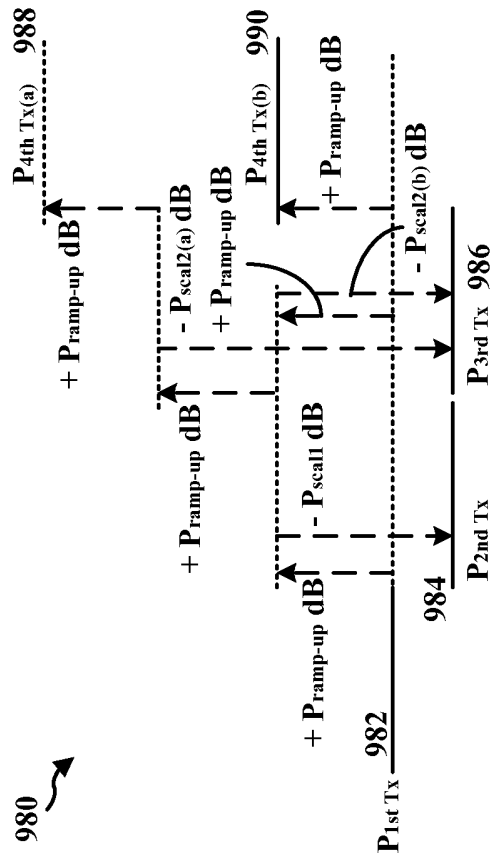 980
P1st Tx
982
+ Pramp-up dB
984
P2nd Tx
- Pscal1 dB
+ Pramp-up dB
- Pscal2(a) dB
+ Pramp-up dB
- Pscal2(b) dB
P3rd Tx
986
+ Pramp-up dB
P4th Tx(a)
988
+ Pramp-up dB
P4th Tx(b)
990